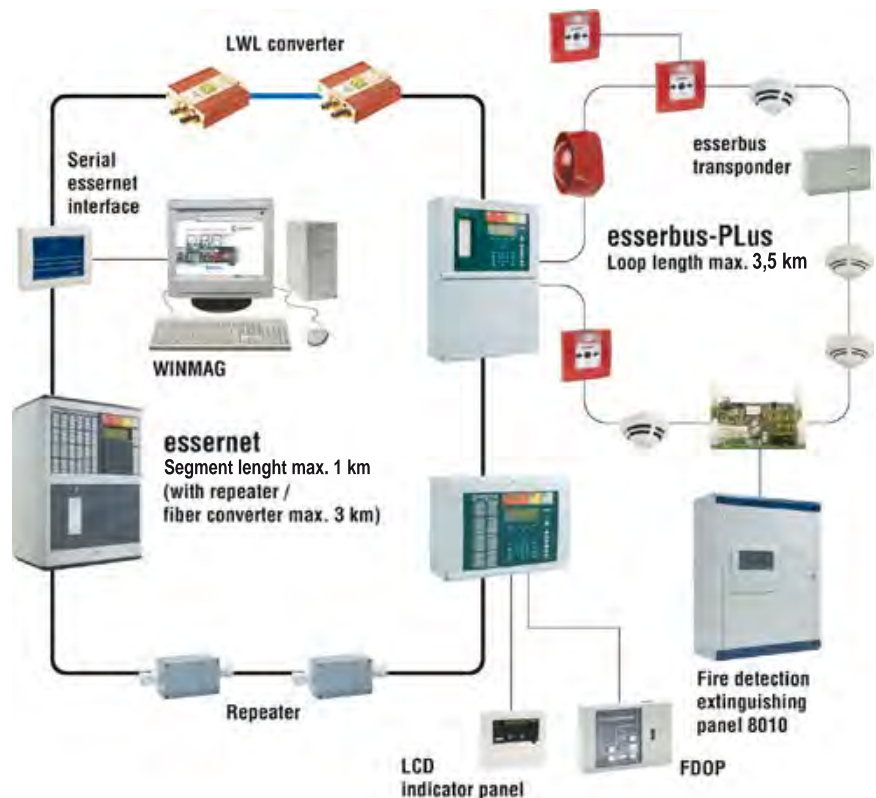 LWL converter
Serial
essernet
interface
WINMAG
esserbus
transponder
esserbus-PLus
Loop length max. 3,5 km
essernet
Segment lenght max. 1 km
(with repeater /
fiber converter max. 3 km)
Repeater
LCD
indicator panel
FDOP
Fire detection
extinguishing
panel 8010